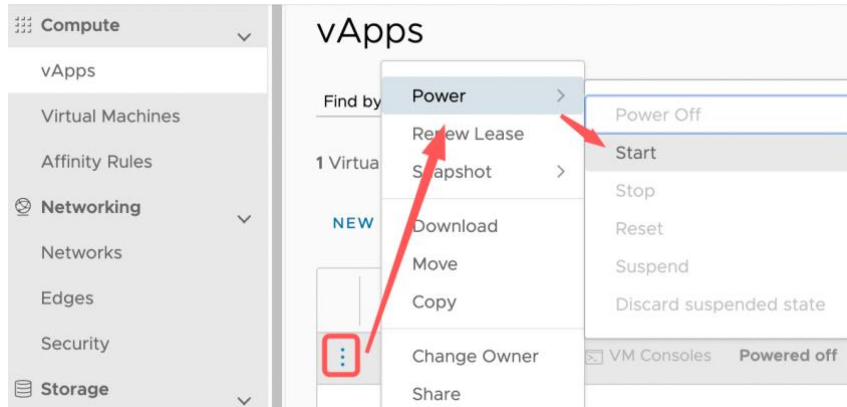 Compute
vApps
Virtual Machines
Affinity Rules
Networking
Networks
Edges
Security
Storage
vApps
Find by
1 Virtua
NEW
Power
Renew Lease
Snapshot
Download
Move
Copy
Change Owner
Share
Power Off
Start
Stop
Reset
Suspend
Discard suspended state
VM Consoles Powered off